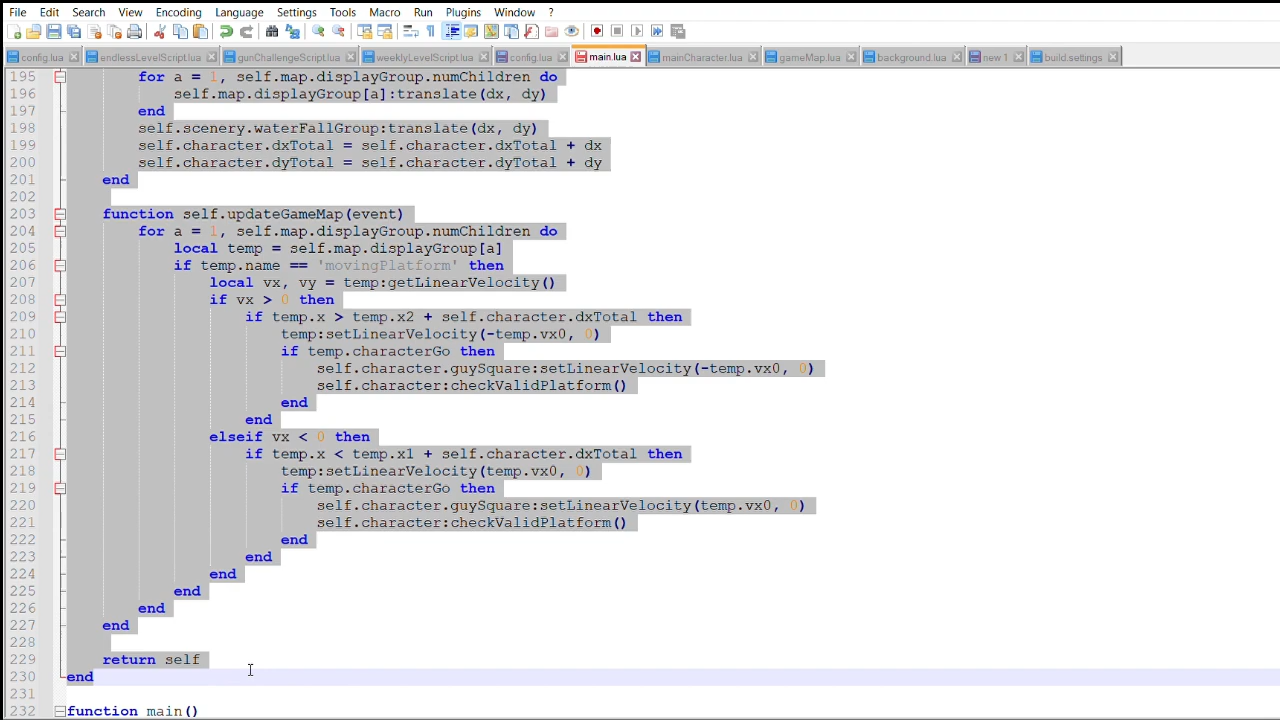 File Edit Search View Encoding Language Settings Tools Macro Run Plugins Window ?
config.lua endlessLevelScript.lua gunChallengeScript.lua weeklyLevelScript.lua config.lua main.lua mainCharacter.lua gameMap.lua background.lua new 1 build.settings
195 for a = 1, self.map.displayGroup.numChildren do
196 self.map.displayGroup[a]:translate(dx, dy)
197 end
198 self.scenery.waterFallGroup:translate(dx, dy)
199 self.character.dxTotal = self.character.dxTotal + dx
200 self.character.dyTotal = self.character.dyTotal + dy
201 end
202
203 function self.updateGameMap(event)
204 for a = 1, self.map.displayGroup.numChildren do
205 local temp = self.map.displayGroup[a]
206 if temp.name == 'movingPlatform' then
207 local vx, vy = temp:getLinearVelocity()
208 if vx > 0 then
209 if temp.x > temp.x2 + self.character.dxTotal then
210 temp:setLinearVelocity(-temp.vx0, 0)
211 if temp.characterGo then
212 self.character.guySquare:setLinearVelocity(-temp.vx0, 0)
213 self.character:checkValidPlatform()
214 end
215 end
216 elseif vx < 0 then
217 if temp.x < temp.x1 + self.character.dxTotal then
218 temp:setLinearVelocity(temp.vx0, 0)
219 if temp.characterGo then
220 self.character.guySquare:setLinearVelocity(temp.vx0, 0)
221 self.character:checkValidPlatform()
222 end
223 end
224 end
225 end
226 end
227 end
228
229 return self
230 end
231
232 function main()